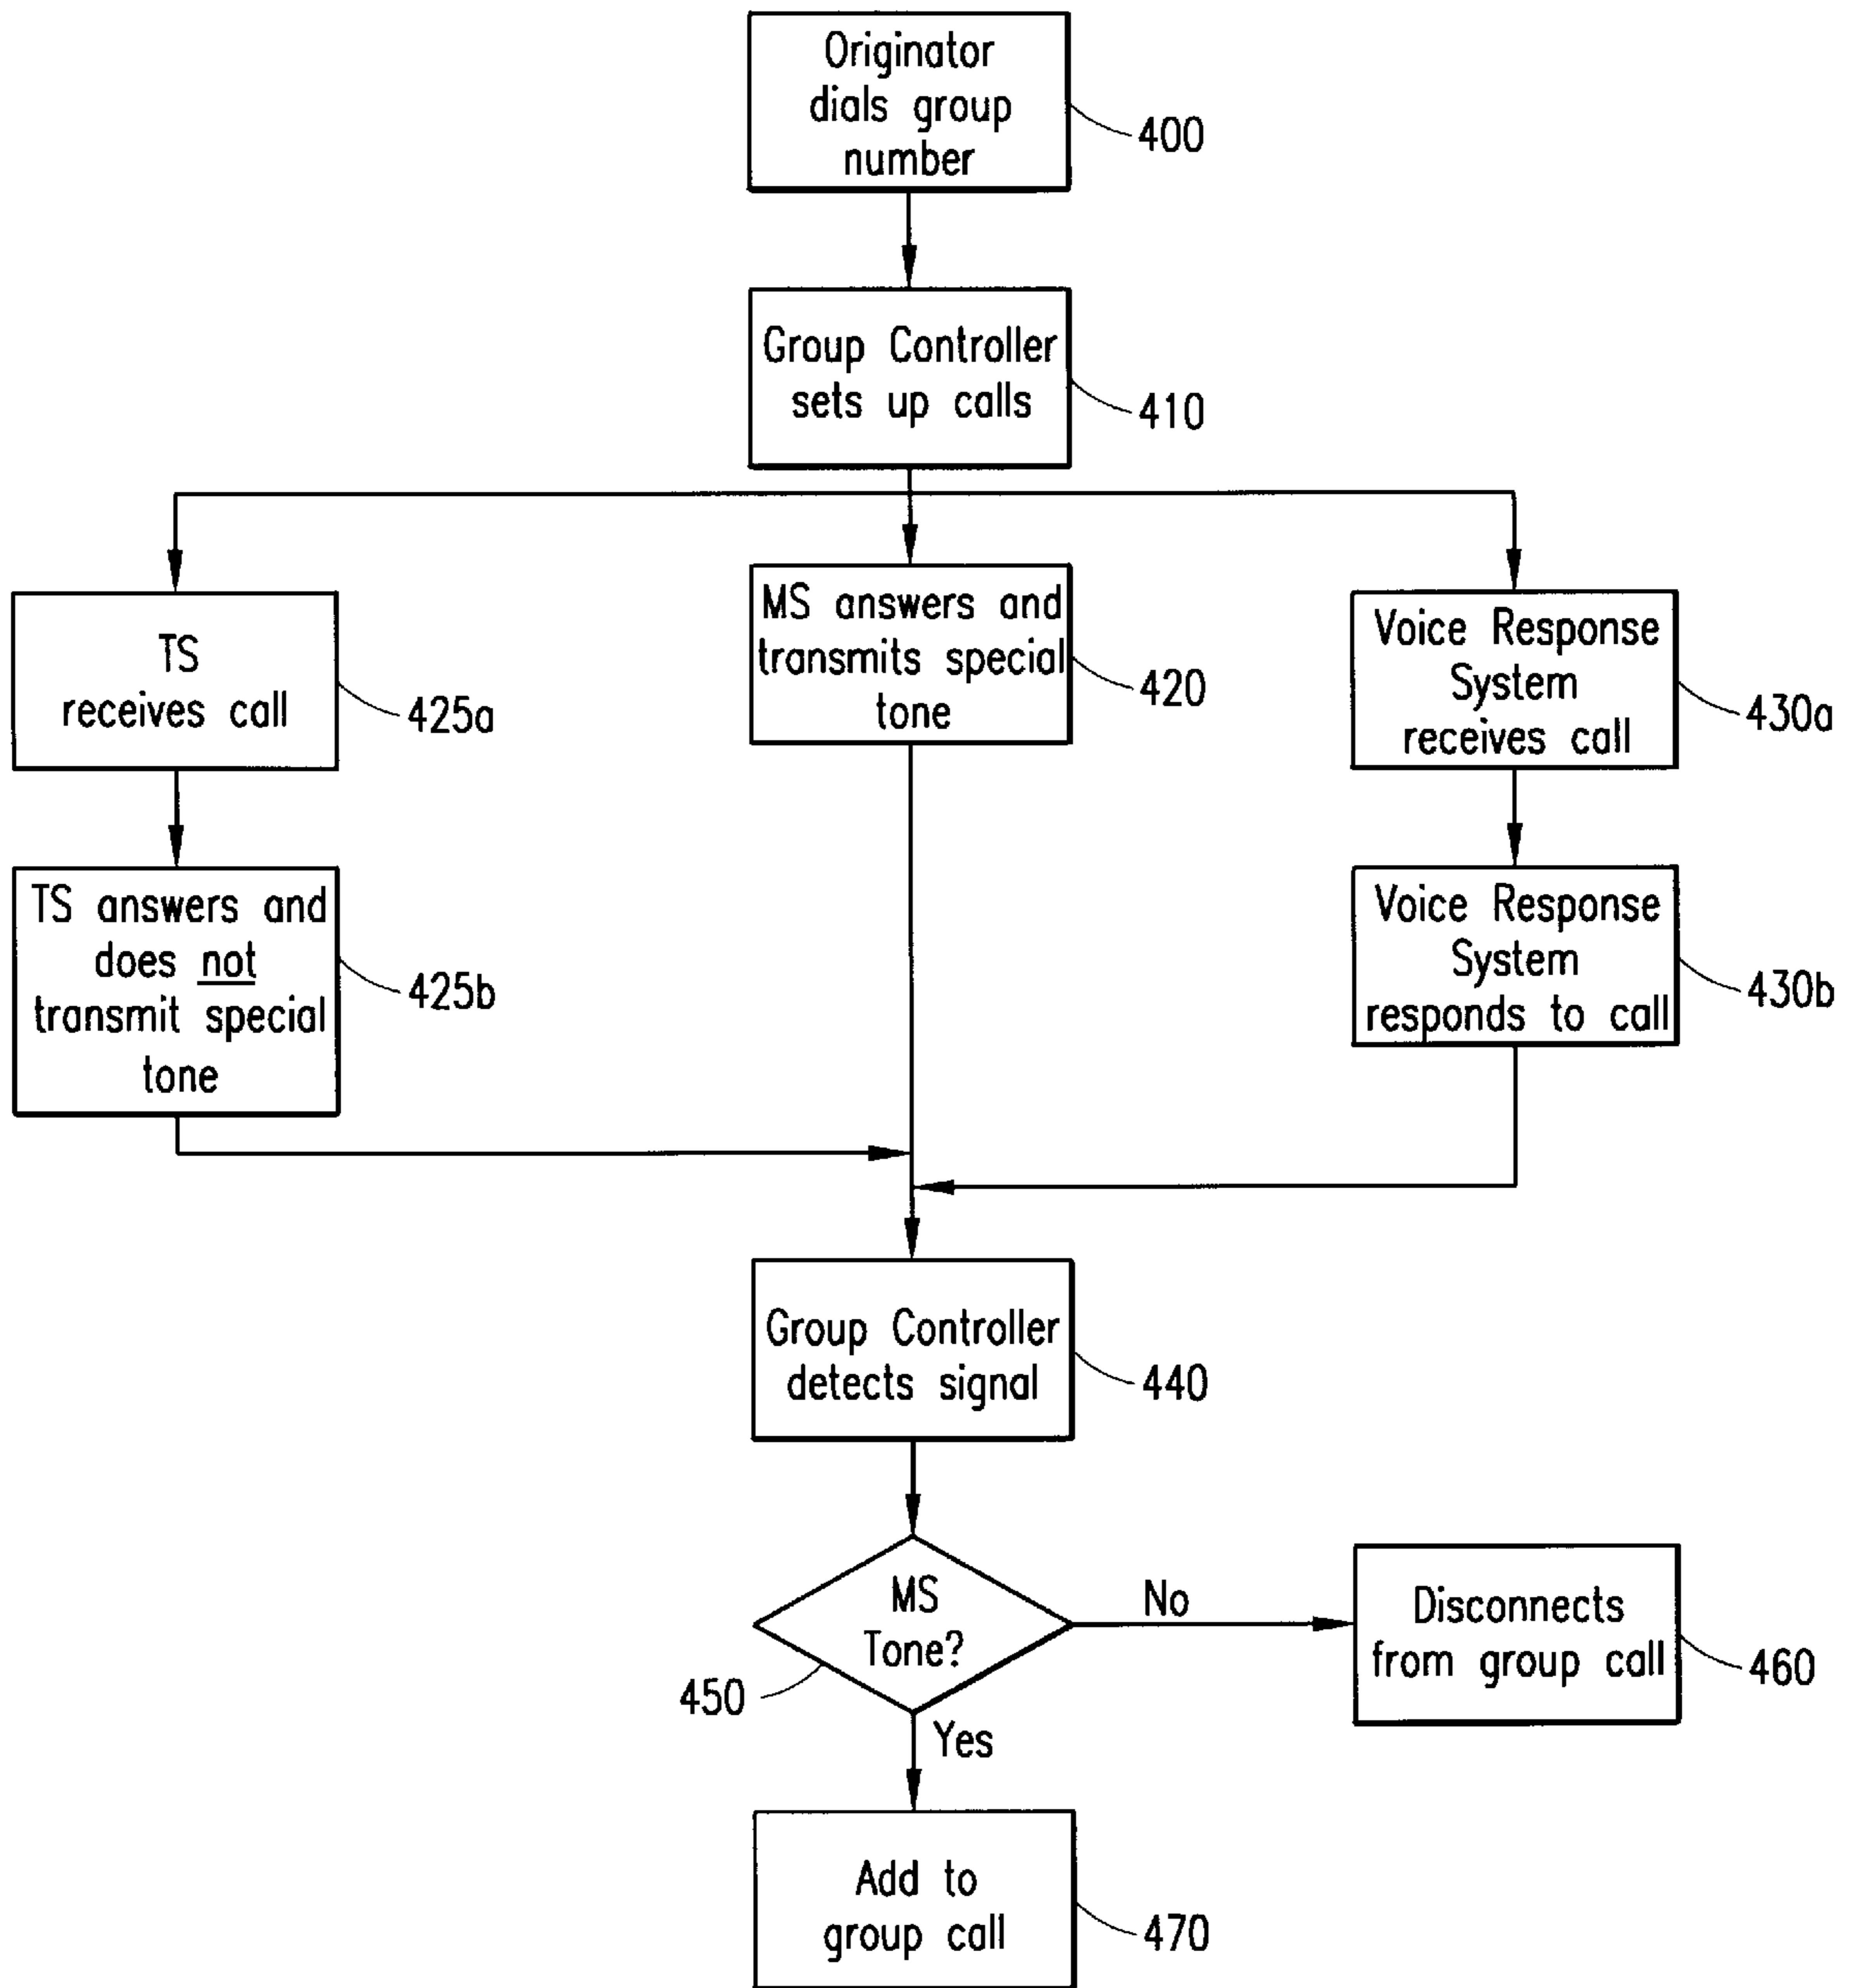 Originator
dials group
number
400
Group Controller
sets up calls
410
TS
receives call
425a
MS answers and
transmits special
tone
420
Voice Response
System
receives call
430a
TS answers and
does not
transmit special
tone
425b
Voice Response
System
responds to call
430b
Group Controller
detects signal
440
MS
Tone?
450
No
Disconnects
from group call
460
Yes
Add to
group call
470